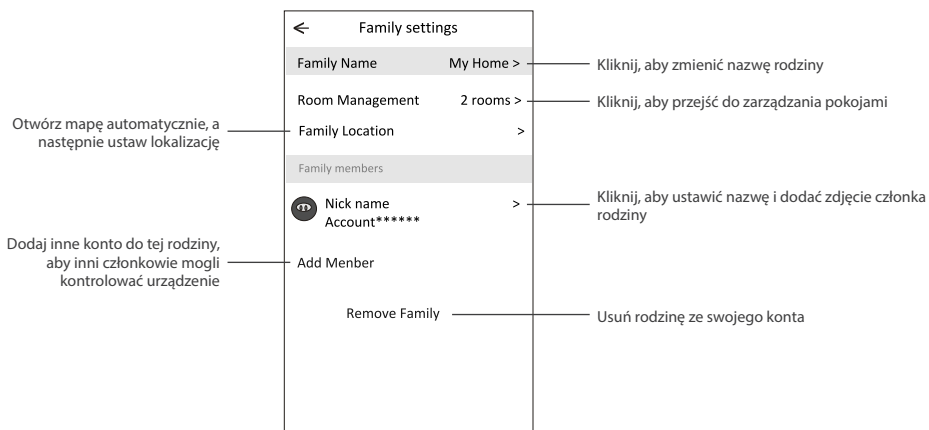 Family settings
Family Name My Home >
Kliknij, aby zmienić nazwę rodziny
Room Management 2 rooms >
Kliknij, aby przejść do zarządzania pokojami
Otwórz mapę automatycznie, a
następnie ustaw lokalizację
Family Location >
Family members
Nick name >
Account******
Kliknij, aby ustawić nazwę i dodać zdjęcie członka
rodziny
Dodaj inne konto do tej rodziny,
aby inni członkowie mogli
kontrolować urządzenie
Add Menber
Remove Family
Usuń rodzinę ze swojego konta